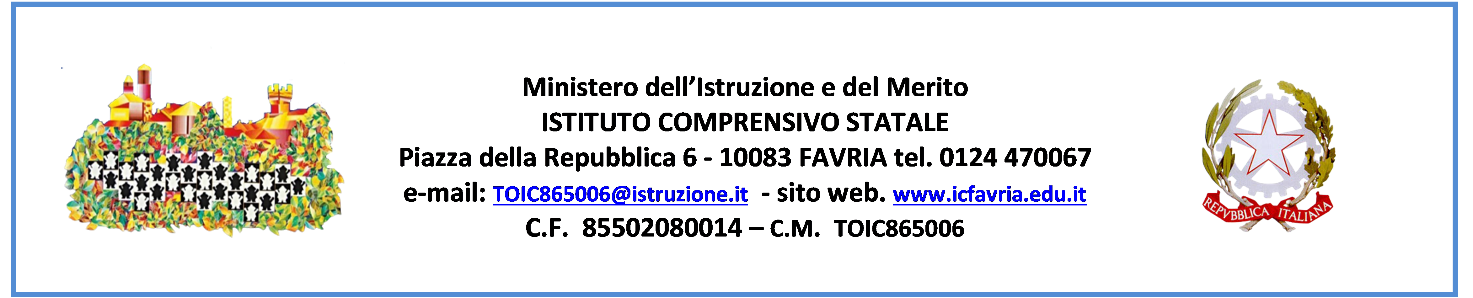 Ministero dell’Istruzione e del Merito
ISTITUTO COMPRENSIVO STATALE
Piazza della Repubblica 6 - 10083 FAVRIA tel. 0124 470067
e-mail: TOIC865006@istruzione.it - sito web. www.icfavria.edu.it
C.F. 85502080014 – C.M. TOIC865006
REPVBBLICA ITALIANA